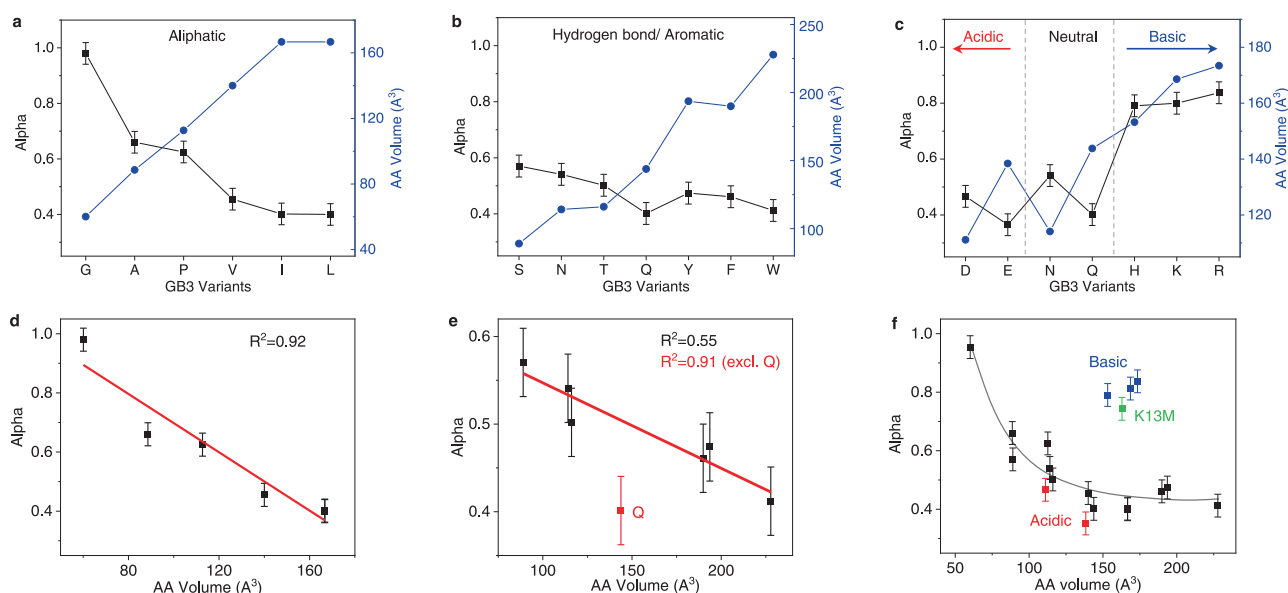 a
Aliphatic
1.0
0.8
0.6
0.4
Alpha
160
120
80
40
AA Volume (A³)
G A P V I L
GB3 Variants
b
Hydrogen bond/ Aromatic
1.0
0.8
0.6
0.4
Alpha
250
200
150
100
AA Volume (A³)
S N T Q Y F W
GB3 Variants
c
Acidic Neutral Basic
1.0
0.8
0.6
0.4
Alpha
180
160
140
120
AA Volume (A³)
D E N Q H K R
GB3 Variants
d
R²=0.92
1.0
0.8
0.6
0.4
Alpha
80 120 160
AA Volume (A³)
e
R²=0.55
R²=0.91 (excl. Q)
Q
0.6
0.5
0.4
Alpha
100 150 200
AA Volume (A³)
f
Basic
K13M
Acidic
1.0
0.8
0.6
0.4
Alpha
50 100 150 200
AA volume (A³)